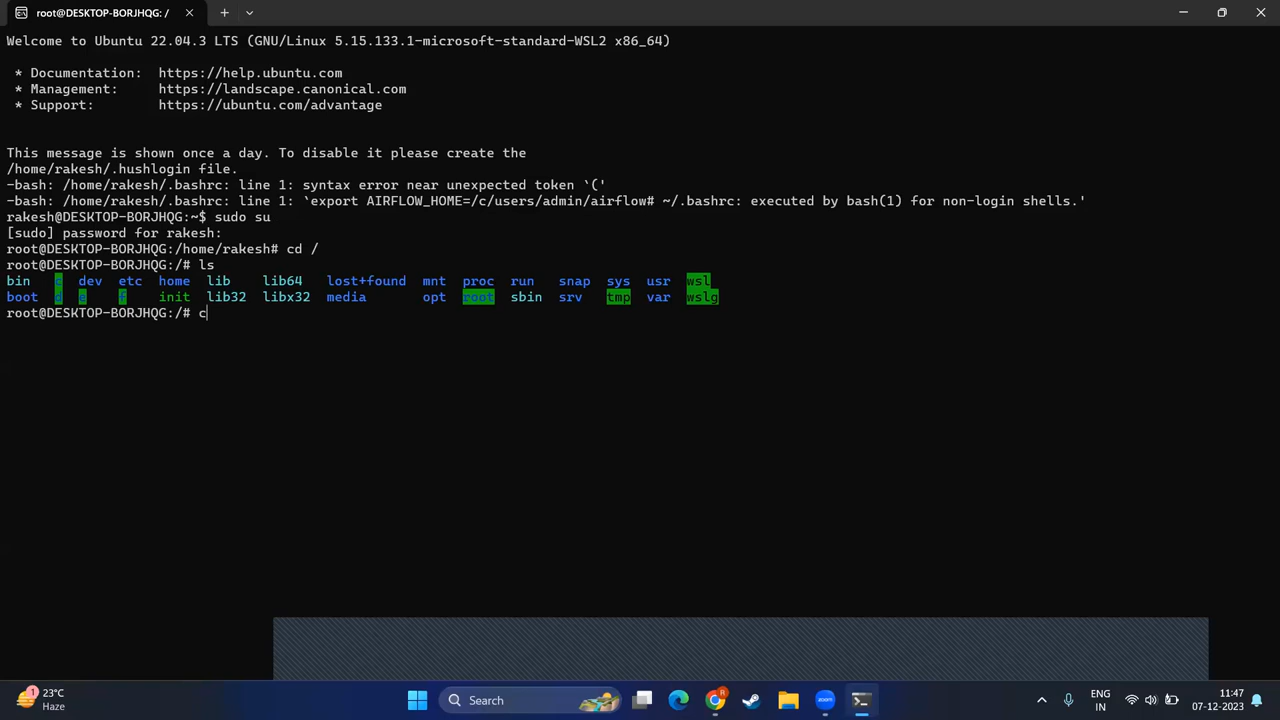 root@DESKTOP-BORJHQG: /
Welcome to Ubuntu 22.04.3 LTS (GNU/Linux 5.15.133.1-microsoft-standard-WSL2 x86_64)
* Documentation: https://help.ubuntu.com
* Management: https://landscape.canonical.com
* Support: https://ubuntu.com/advantage
This message is shown once a day. To disable it please create the
/home/rakesh/.hushlogin file.
-bash: /home/rakesh/.bashrc: line 1: syntax error near unexpected token `('
-bash: /home/rakesh/.bashrc: line 1: `export AIRFLOW_HOME=/c/users/admin/airflow# ~/.bashrc: executed by bash(1) for non-login shells.'
rakesh@DESKTOP-BORJHQG:~$ sudo su
[sudo] password for rakesh:
root@DESKTOP-BORJHQG:/home/rakesh# cd /
root@DESKTOP-BORJHQG:/# ls
bin c dev etc home lib lib64 lost+found mnt proc run snap sys usr wsl
boot d e f init lib32 libx32 media opt root sbin srv tmp var wslg
root@DESKTOP-BORJHQG:/# c
1 23°C
Haze
Search
R
zoom
ENG
IN
11:47
07-12-2023